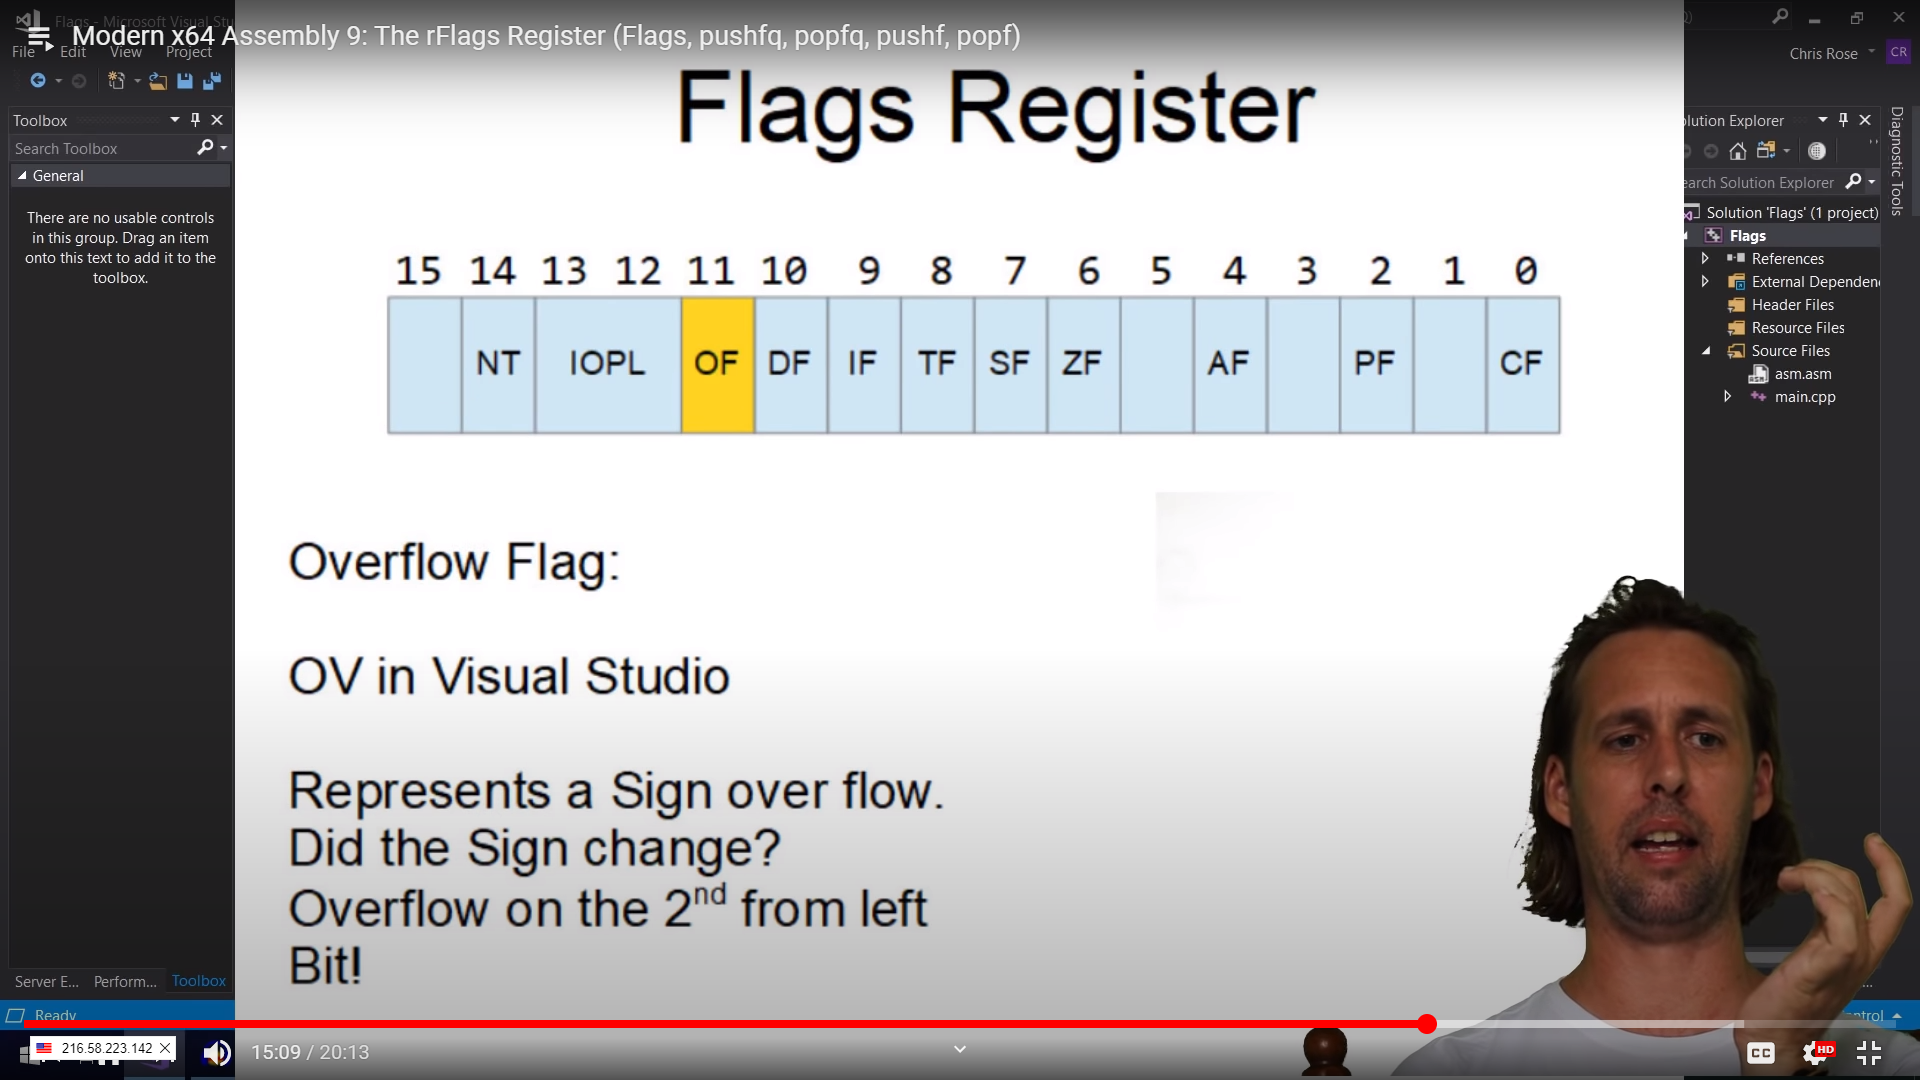 Flags - Microsoft Visual Stu
Modern x64 Assembly 9: The rFlags Register (Flags, pushfq, popfq, pushf, popf)
File Edit View Project
Chris Rose CR
Flags Register
Toolbox
Search Toolbox
General
There are no usable controls
in this group. Drag an item
onto this text to add it to the
toolbox.
15 14 13 12 11 10 9 8 7 6 5 4 3 2 1 0
NT IOPL OF DF IF TF SF ZF AF PF CF
Overflow Flag:
OV in Visual Studio
Represents a Sign over flow.
Did the Sign change?
Overflow on the 2nd from left
Bit!
lution Explorer
earch Solution Explorer
Solution 'Flags' (1 project)
Flags
References
External Dependen
Header Files
Resource Files
Source Files
asm.asm
main.cpp
Diagnostic Tools
Server E... Perform... Toolbox
Ready
ntrol
216.58.223.142
15:09 / 20:13
CC HD